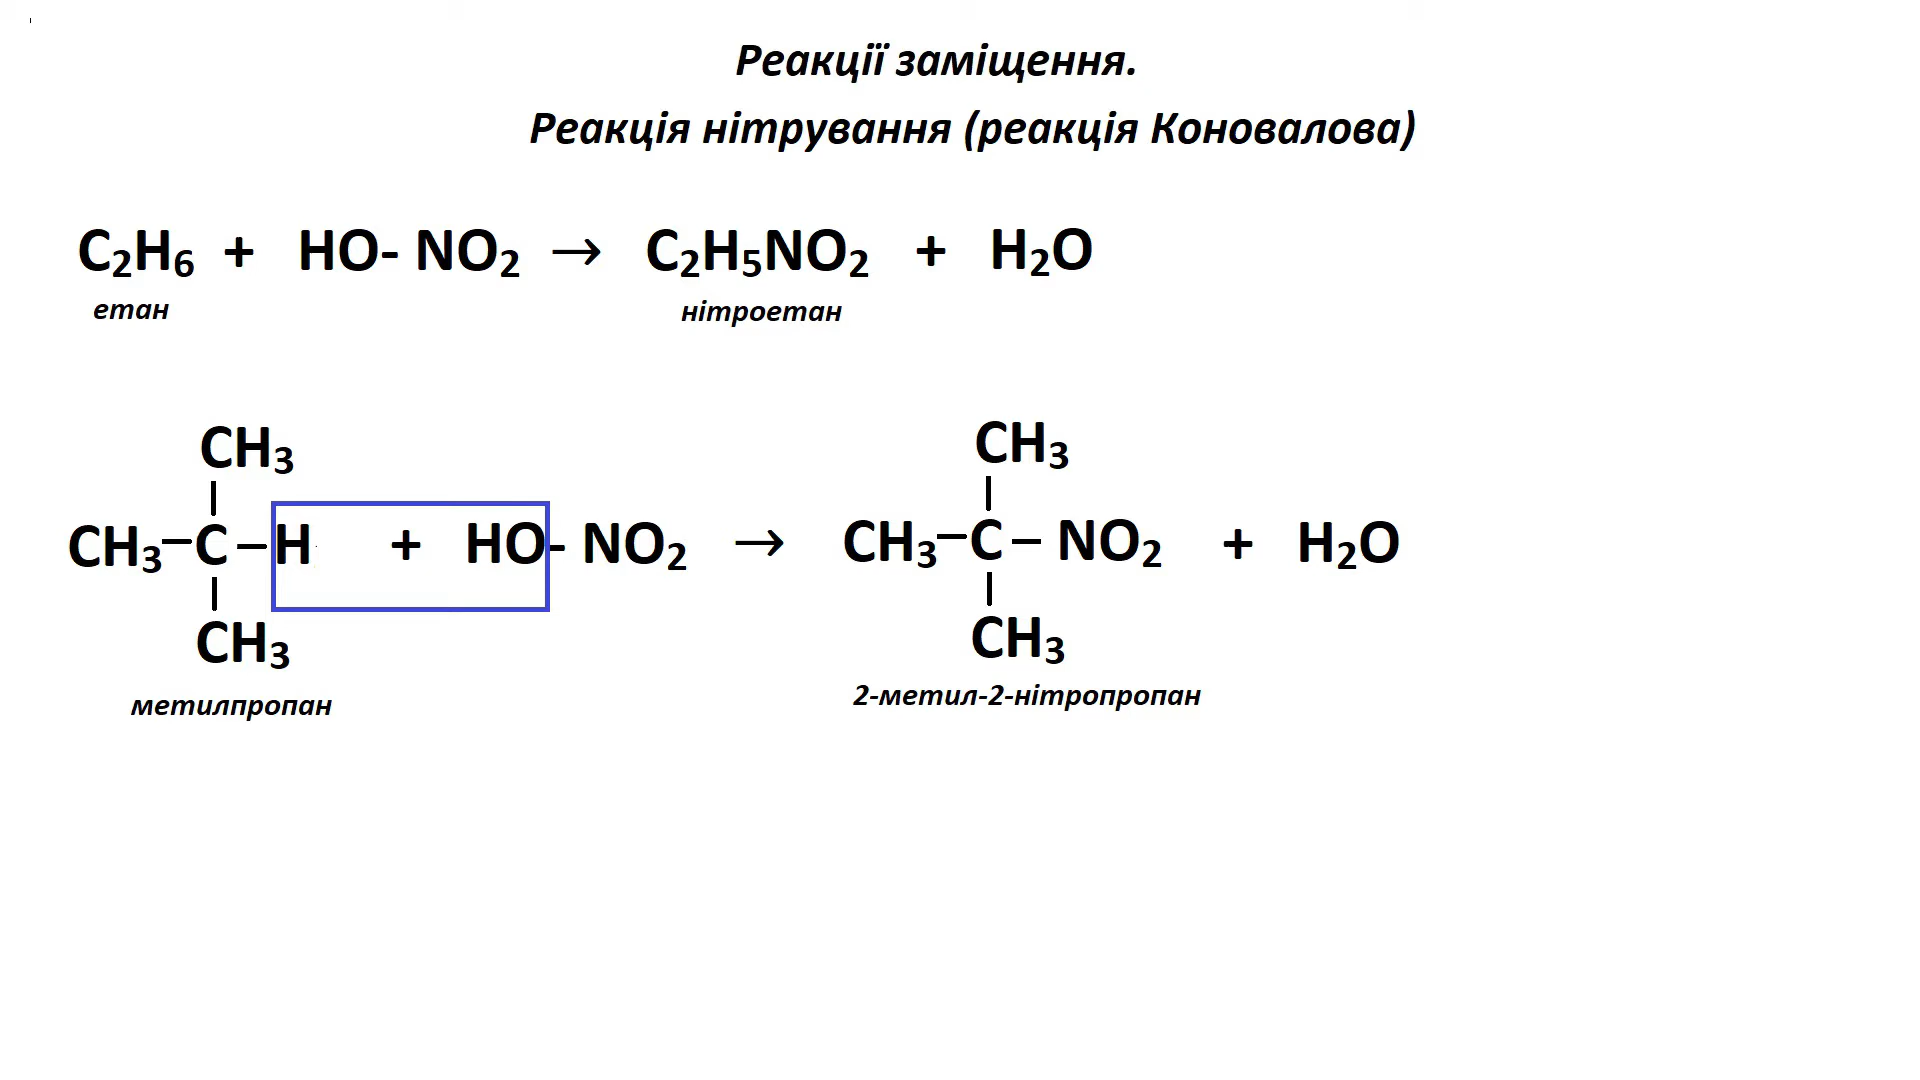 Реакції заміщення.
Реакція нітрування (реакція Коновалова)
C₂H₆ + HO- NO₂ → C₂H₅NO₂ + H₂O
етан нітроетан
CH₃ CH₃
CH₃–C–H + HO- NO₂ → CH₃–C– NO₂ + H₂O
CH₃ CH₃
метилпропан 2-метил-2-нітропропан